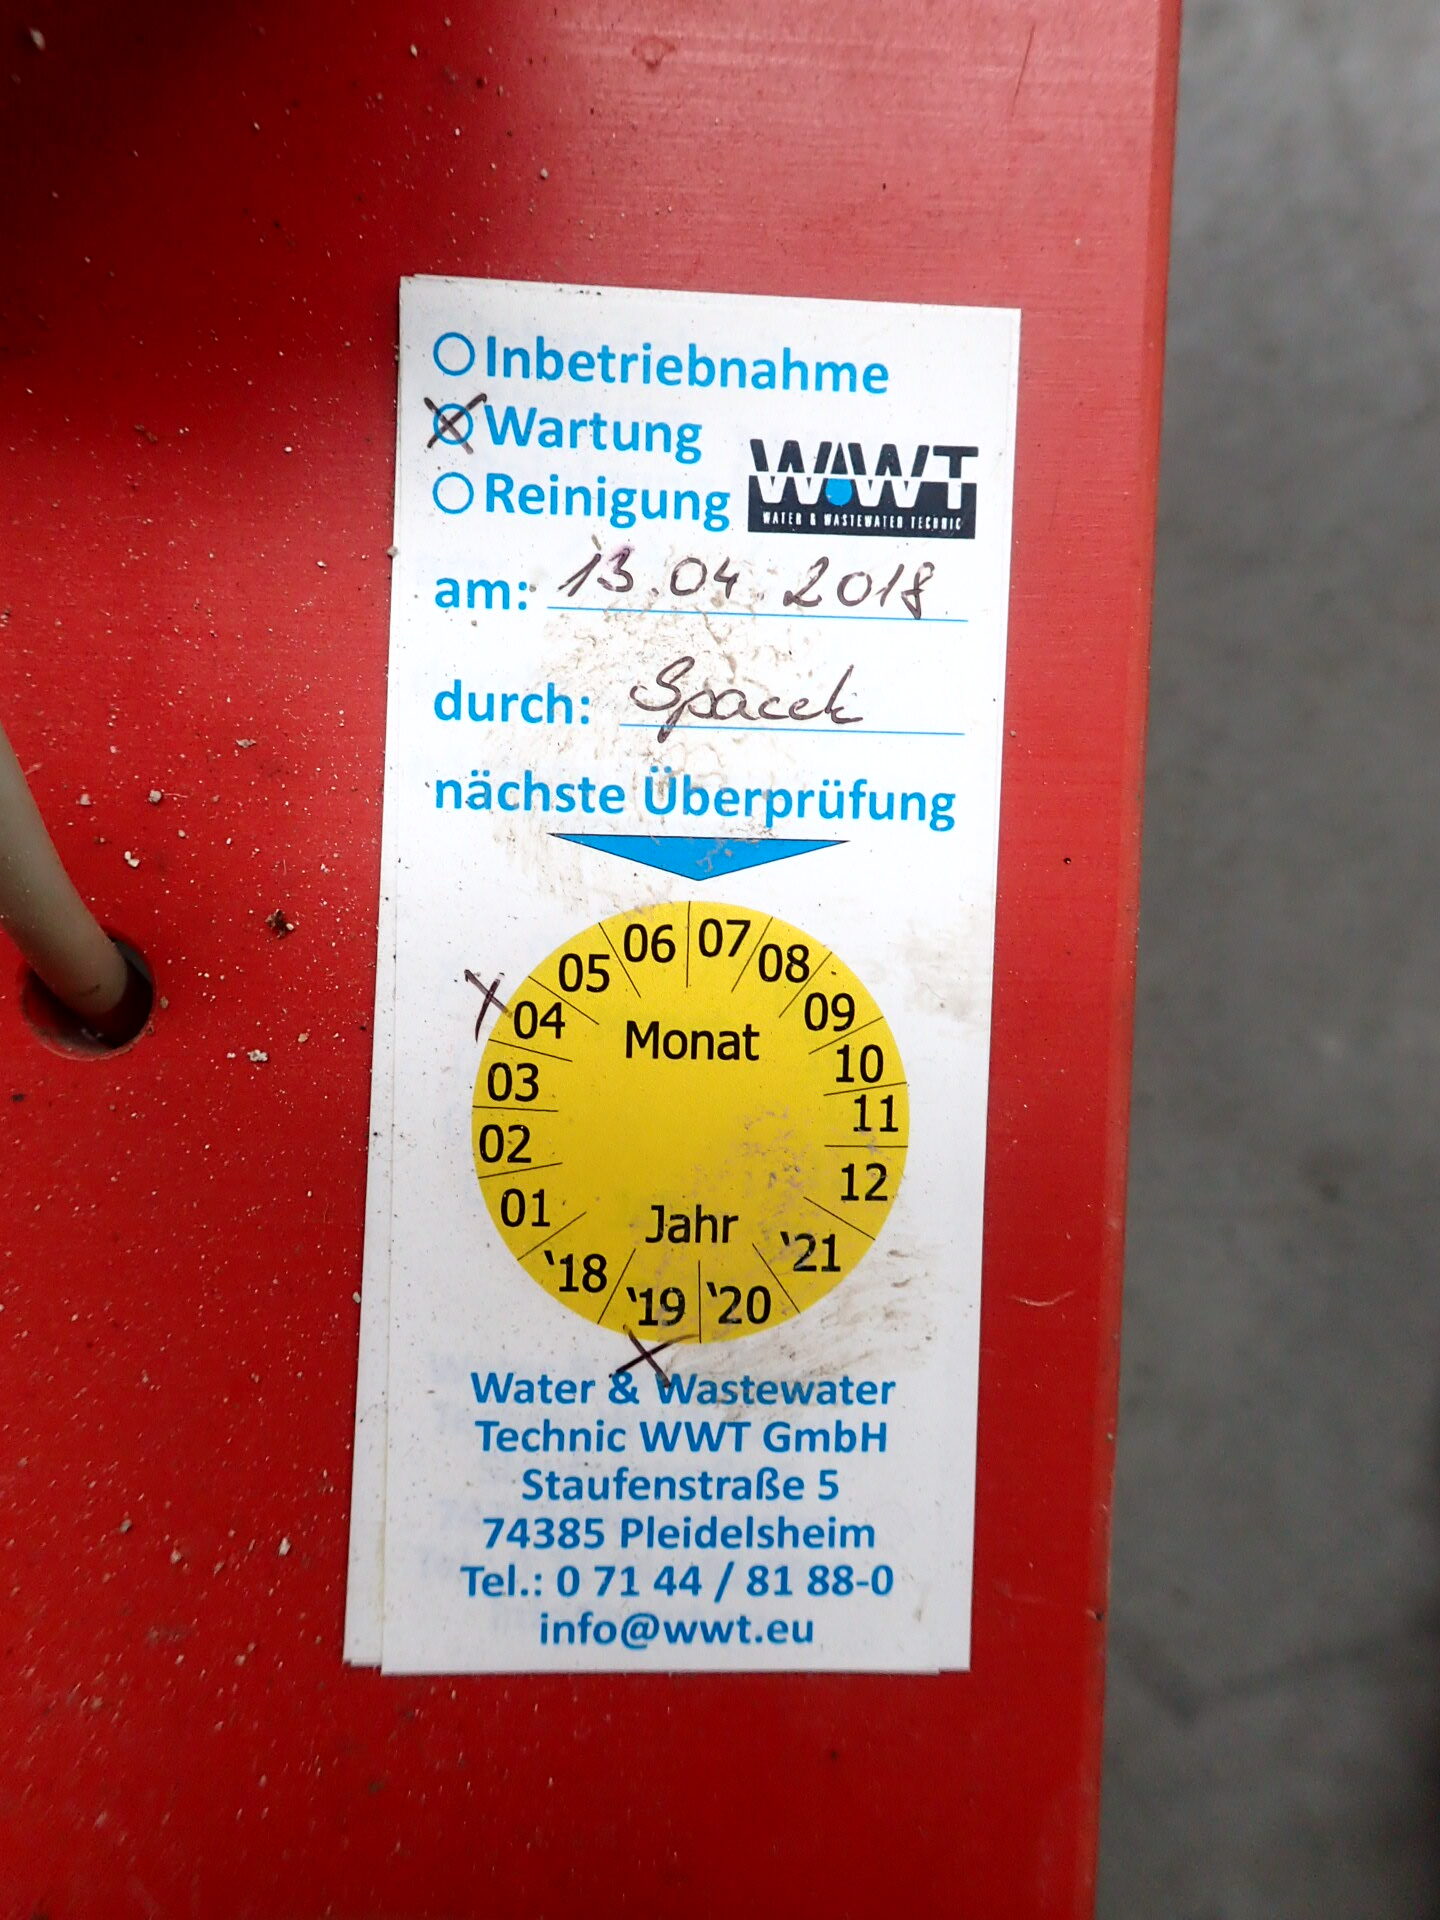 Inbetriebnahme
Wartung
Reinigung
WWT
WATER & WASTEWATER TECHNIC
am: 13.04.2018
durch: Spacek
nächste Überprüfung
01 02 03 04 05 06 07 08 09 10 11 12
Monat
Jahr
'18 '19 '20 '21
Water & Wastewater
Technic WWT GmbH
Staufenstraße 5
74385 Pleidelsheim
Tel.: 0 71 44 / 81 88-0
info@wwt.eu